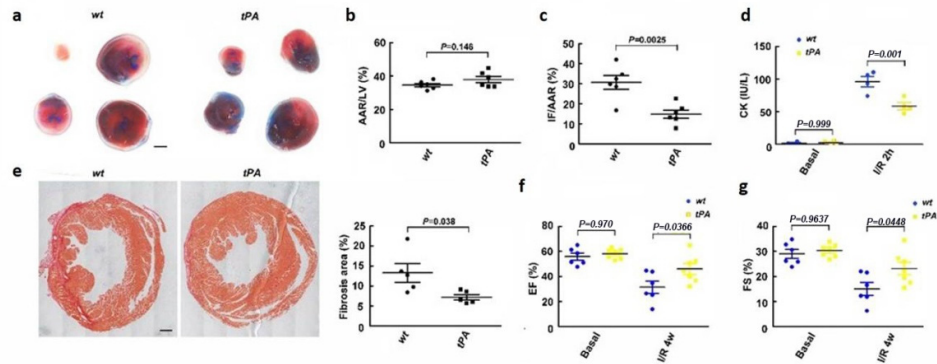 a
wt
tPA
b
P=0.146
AAR/LV (%)
60
40
20
0
wt
tPA
c
P=0.0025
IF/AAR (%)
50
40
30
20
10
0
wt
tPA
d
wt
tPA
P=0.001
P=0.999
CK (IU/L)
150
100
50
0
Basal
I/R 2h
e
wt
tPA
P=0.038
Fibrosis area (%)
25
20
15
10
5
0
wt
tPA
f
wt
tPA
P=0.970
P=0.0366
EF (%)
80
60
40
20
0
Basal
I/R 4w
g
wt
tPA
P=0.9637
P=0.0448
FS (%)
40
30
20
10
0
Basal
I/R 4w